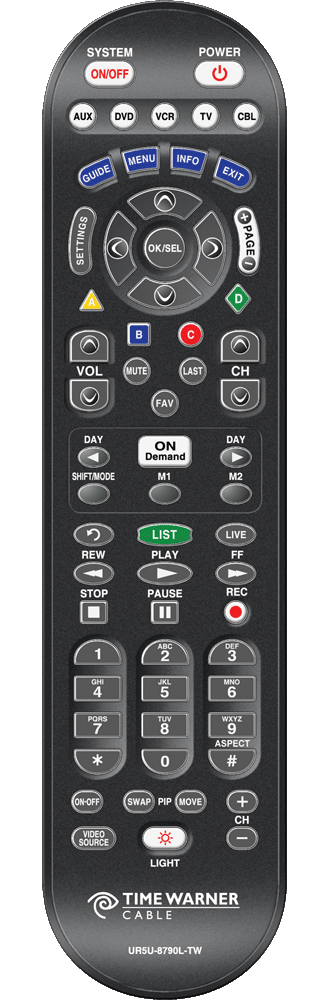 SYSTEM POWER
ON/OFF
AUX DVD VCR TV CBL
GUIDE MENU INFO EXIT
SETTINGS OK/SEL + PAGE -
A D
B C
VOL MUTE LAST CH
FAV
DAY ON Demand DAY
SHIFT/MODE M1 M2
LIST LIVE
REW PLAY FF
STOP PAUSE REC
1 ABC 2 DEF 3
GHI 4 JKL 5 MNO 6
PQRS 7 TUV 8 WXYZ 9
ASPECT
* 0 #
ON-OFF SWAP PIP MOVE +
CH
VIDEO SOURCE -
LIGHT
TIME WARNER
CABLE
UR5U-8790L-TW